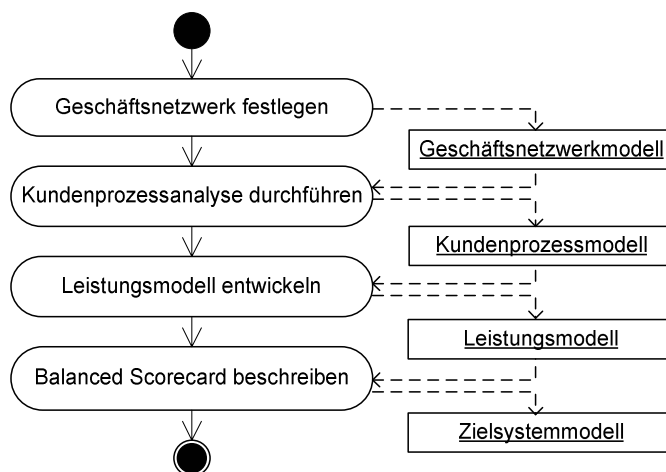 Geschäftsnetzwerk festlegen
Geschäftsnetzwerkmodell
Kundenprozessanalyse durchführen
Kundenprozessmodell
Leistungsmodell entwickeln
Leistungsmodell
Balanced Scorecard beschreiben
Zielsystemmodell